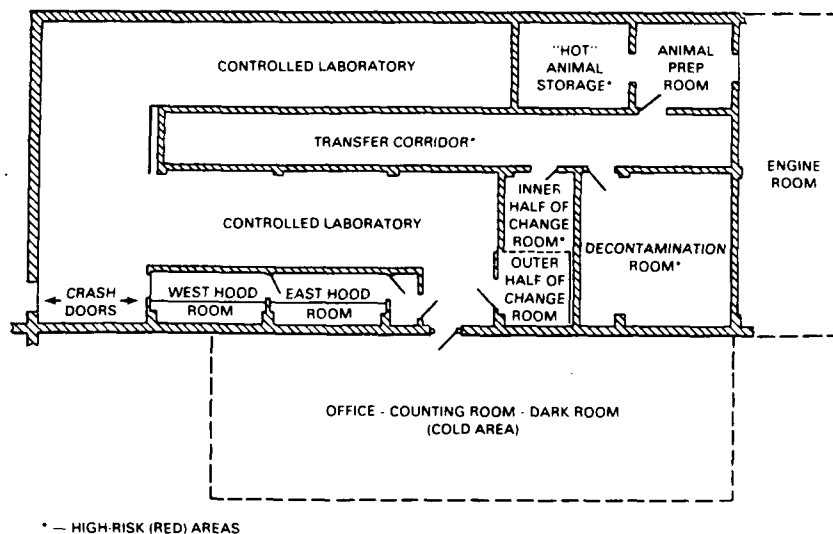 CONTROLLED LABORATORY
"HOT"
ANIMAL
STORAGE*
ANIMAL
PREP
ROOM
TRANSFER CORRIDOR*
ENGINE
ROOM
CONTROLLED LABORATORY
INNER
HALF OF
CHANGE
ROOM*
OUTER
HALF OF
CHANGE
ROOM
DECONTAMINATION
ROOM*
CRASH
DOORS
WEST HOOD
ROOM
EAST HOOD
ROOM
OFFICE - COUNTING ROOM - DARK ROOM
(COLD AREA)
* — HIGH-RISK (RED) AREAS